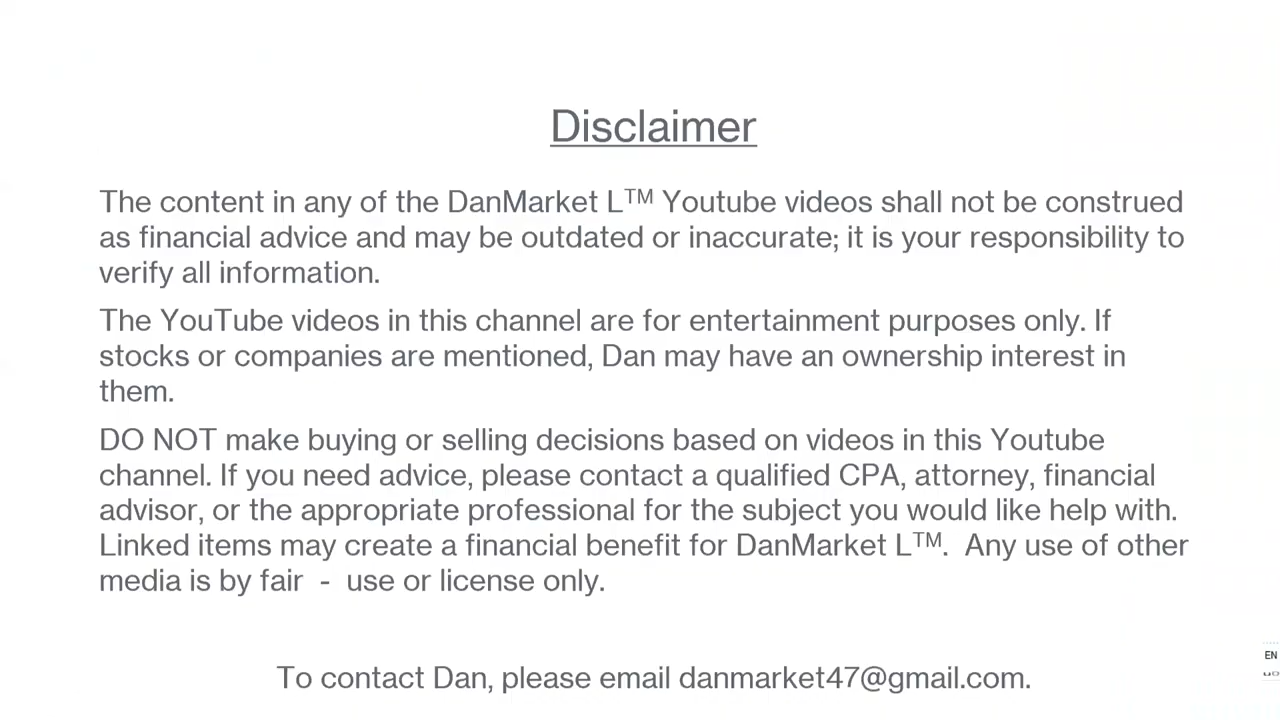 Disclaimer
The content in any of the DanMarket L™ Youtube videos shall not be construed
as financial advice and may be outdated or inaccurate; it is your responsibility to
verify all information.
The YouTube videos in this channel are for entertainment purposes only. If
stocks or companies are mentioned, Dan may have an ownership interest in
them.
DO NOT make buying or selling decisions based on videos in this Youtube
channel. If you need advice, please contact a qualified CPA, attorney, financial
advisor, or the appropriate professional for the subject you would like help with.
Linked items may create a financial benefit for DanMarket L™.  Any use of other
media is by fair  -  use or license only.
To contact Dan, please email danmarket47@gmail.com.
EN